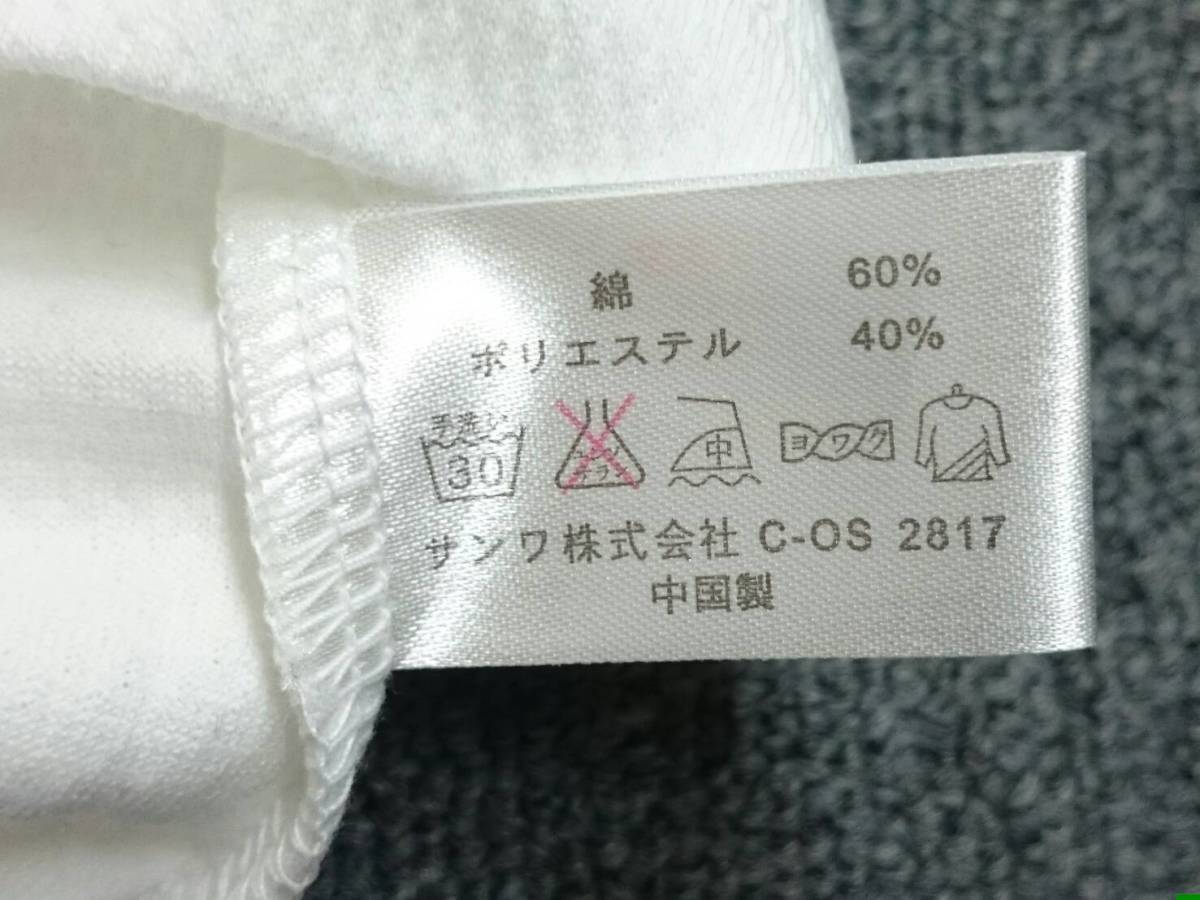 綿 60%
ポリエステル 40%
手洗い 30 中 ヨワク
サンワ株式会社 C-OS 2817
中国製